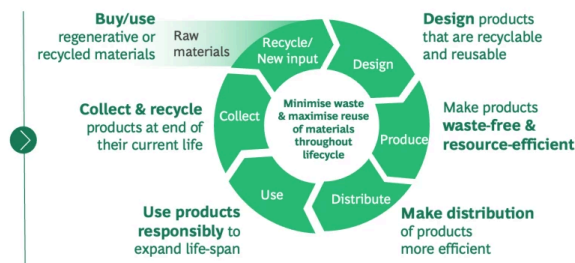 Buy/use
regenerative or
recycled materials
Raw
materials
Recycle/
New input
Design
Design products
that are recyclable
and reusable
Collect & recycle
products at end of
their current life
Collect
Minimise waste
& maximise reuse
of materials
throughout
lifecycle
Produce
Make products
waste-free &
resource-efficient
Use products
responsibly to
expand life-span
Use
Distribute
Make distribution
of products
more efficient